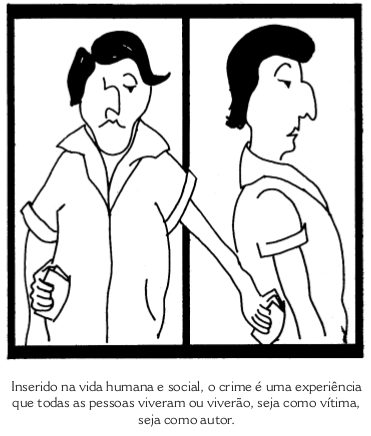 Inserido na vida humana e social, o crime é uma experiência
que todas as pessoas viveram ou viverão, seja como vítima,
seja como autor.